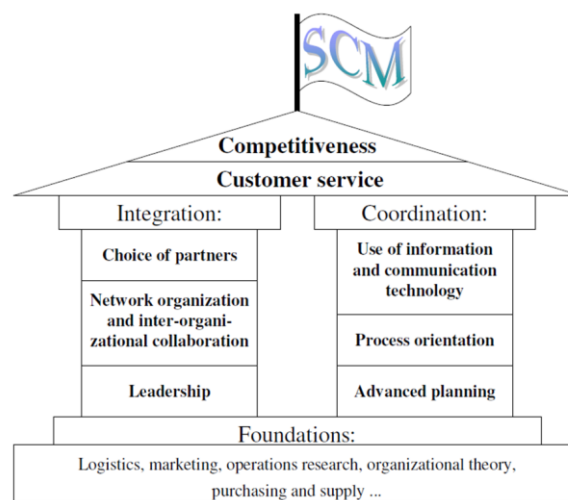 SCM
Competitiveness
Customer service
Integration:
Choice of partners
Network organization
and inter-organi-
zational collaboration
Leadership
Coordination:
Use of information
and communication
technology
Process orientation
Advanced planning
Foundations:
Logistics, marketing, operations research, organizational theory,
purchasing and supply ...